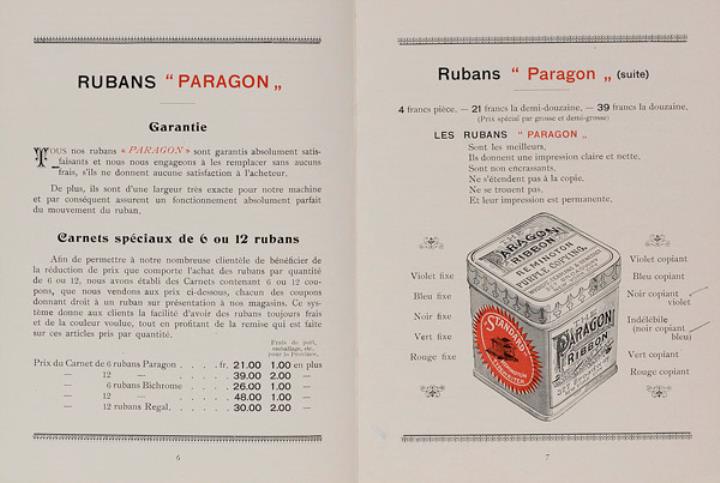 RUBANS “ PARAGON „
Garantie
TOUS nos rubans « PARAGON » sont garantis absolument satis-
faisants et nous nous engageons à les remplacer sans aucuns
frais, s'ils ne donnent aucune satisfaction à l'acheteur.
De plus, ils sont d'une largeur très exacte pour notre machine
et par conséquent assurent un fonctionnement absolument parfait
du mouvement du ruban.
Carnets spéciaux de 6 ou 12 rubans
Afin de permettre à notre nombreuse clientèle de bénéficier de
la réduction de prix que comporte l'achat des rubans par quantité
de 6 ou 12, nous avons établi des Carnets contenant 6 ou 12 cou-
pons, que nous vendons aux prix ci-dessous, chacun des coupons
donnant droit à un ruban sur présentation à nos magasins. Ce sys-
tème donne aux clients la facilité d'avoir des rubans toujours frais
et de la couleur voulue, tout en profitant de la remise qui est faite
sur ces articles pris par quantité.
Frais de port,
emballage, etc.,
pour la Province.
Prix du Carnet de 6 rubans Paragon . . . . fr. 21.00 1.00 en plus
— 12 — . . . . . 39.00 2.00 —
— 6 rubans Bichrome . . . . . 26.00 1.00 —
— 12 — . . . . . 48.00 1.00 —
— 12 rubans Regal. . . . . . 30.00 2.00 —
6
Rubans “ Paragon „ (suite)
4 francs pièce. — 21 francs la demi-douzaine. — 39 francs la douzaine.
(Prix spécial par grosse et demi-grosse)
LES RUBANS “ PARAGON „
Sont les meilleurs.
Ils donnent une impression claire et nette.
Sont non encrassants.
Ne s'étendent pas à la copie.
Ne se trouent pas.
Et leur impression est permanente.
Violet fixe
Bleu fixe
Noir fixe
Vert fixe
Rouge fixe
THE
PARAGON
RIBBON
REMINGTON
PURPLE COPYING.
STANDARD
REMINGTON
TYPEWRITER
THE
PARAGON
RIBBON
Violet copiant
Bleu copiant
Noir copiant
violet
Indélébile
(noir copiant
bleu)
Vert copiant
Rouge copiant
7